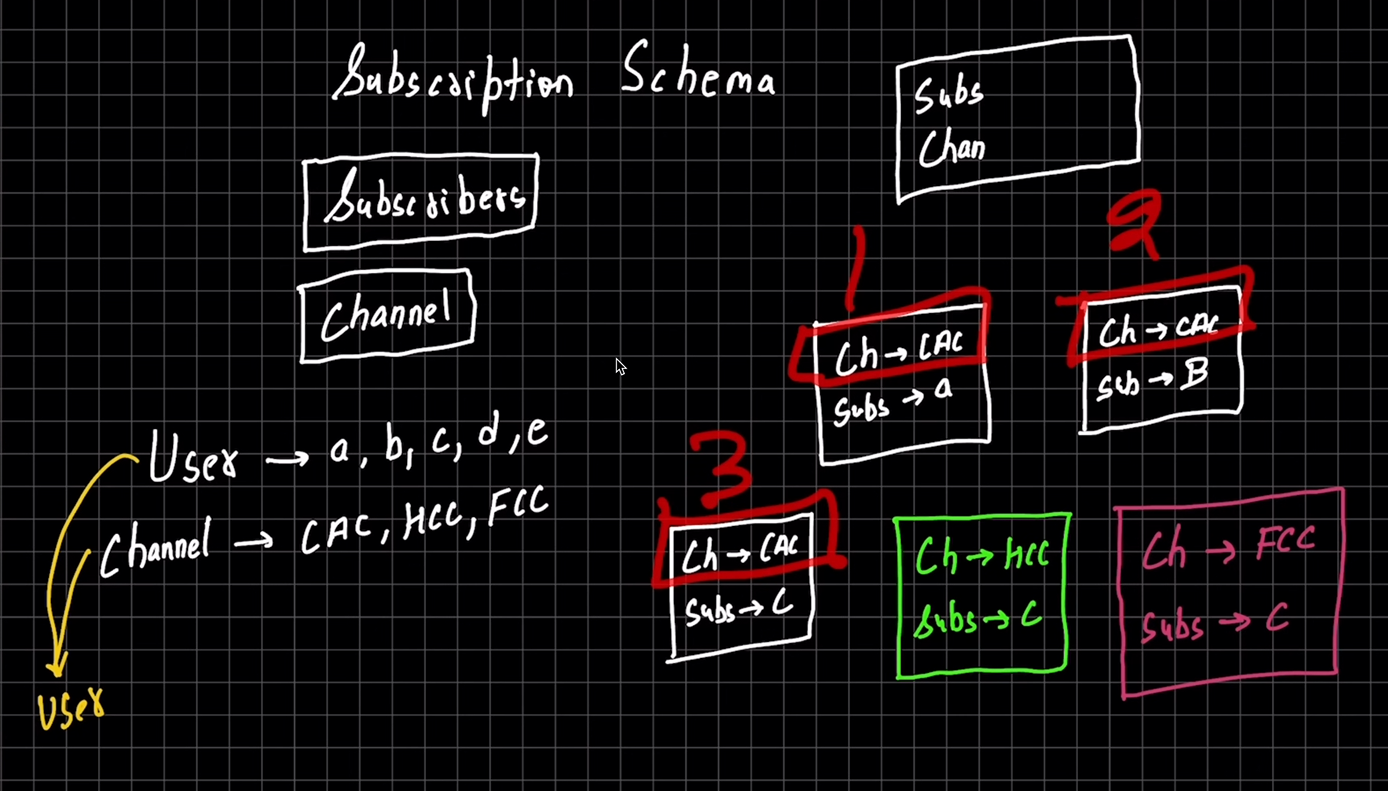 Subscription Schema
Subscribers
Channel
User → a, b, c, d, e
Channel → CAC, HCC, FCC
User
Subs
Chan
1
Ch → CAC
Subs → a
2
Ch → CAC
Sub → B
3
Ch → CAC
Subs → C
Ch → HCC
Subs → C
Ch → FCC
Subs → C